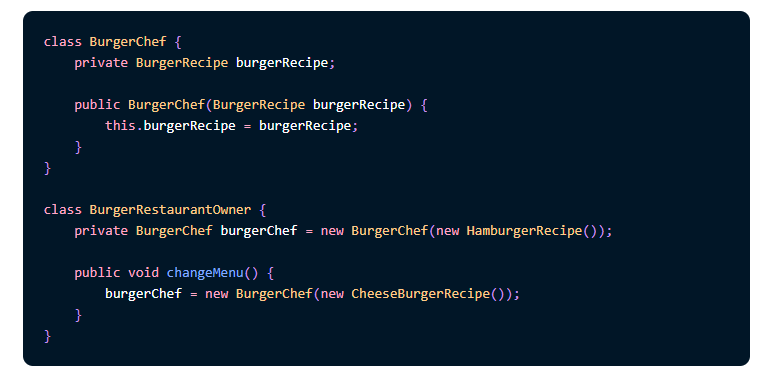 class BurgerChef {
    private BurgerRecipe burgerRecipe;

    public BurgerChef(BurgerRecipe burgerRecipe) {
        this.burgerRecipe = burgerRecipe;
    }
}

class BurgerRestaurantOwner {
    private BurgerChef burgerChef = new BurgerChef(new HamburgerRecipe());

    public void changeMenu() {
        burgerChef = new BurgerChef(new CheeseBurgerRecipe());
    }
}